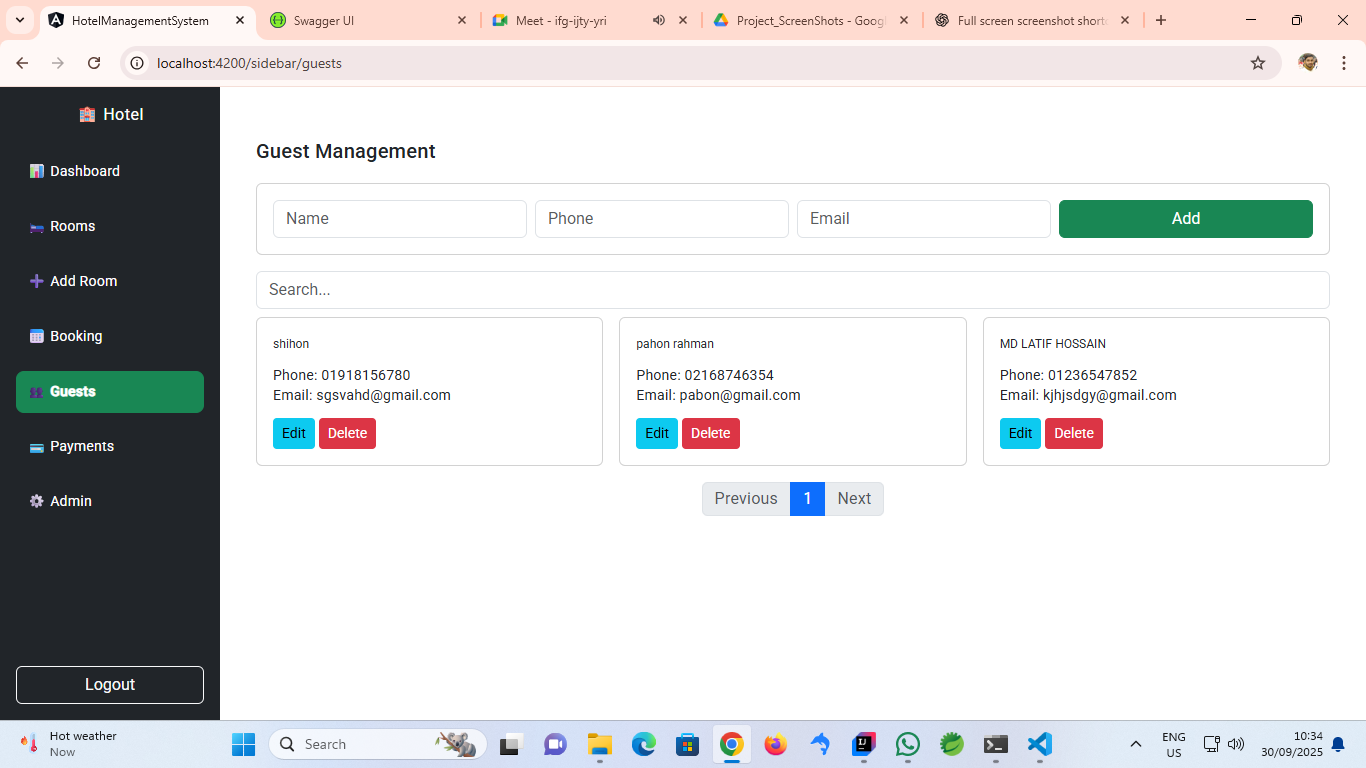 HotelManagementSystem
Swagger UI
Meet - ifg-ijty-yri
Project_ScreenShots - Googl
Full screen screenshot shortc
localhost:4200/sidebar/guests
Hotel
Dashboard
Rooms
Add Room
Booking
Guests
Payments
Admin
Logout
Guest Management
Name
Phone
Email
Add
Search...
shihon
Phone: 01918156780
Email: sgsvahd@gmail.com
Edit
Delete
pahon rahman
Phone: 02168746354
Email: pabon@gmail.com
Edit
Delete
MD LATIF HOSSAIN
Phone: 01236547852
Email: kjhjsdgy@gmail.com
Edit
Delete
Previous
1
Next
Hot weather
Now
Search
ENG
US
10:34
30/09/2025